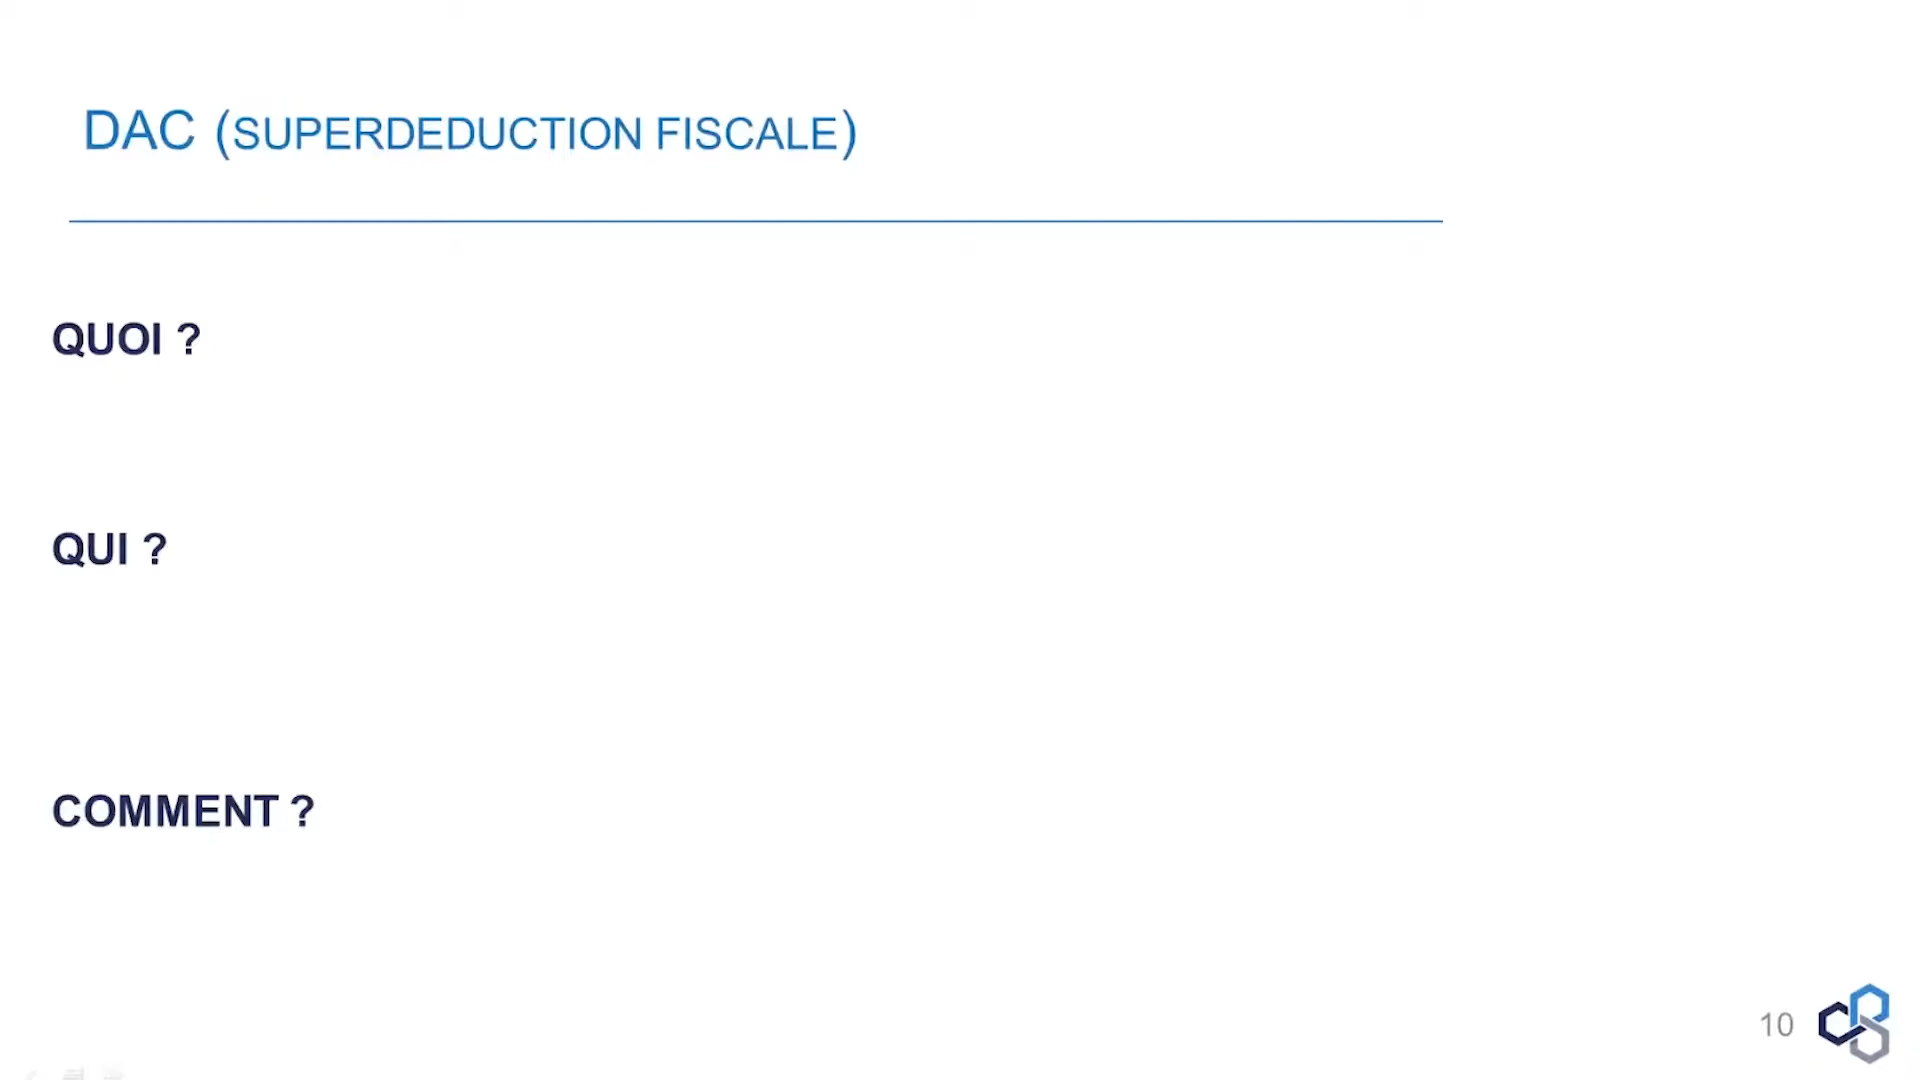 DAC (SUPERDEDUCTION FISCALE)
QUOI ?
QUI ?
COMMENT ?
10